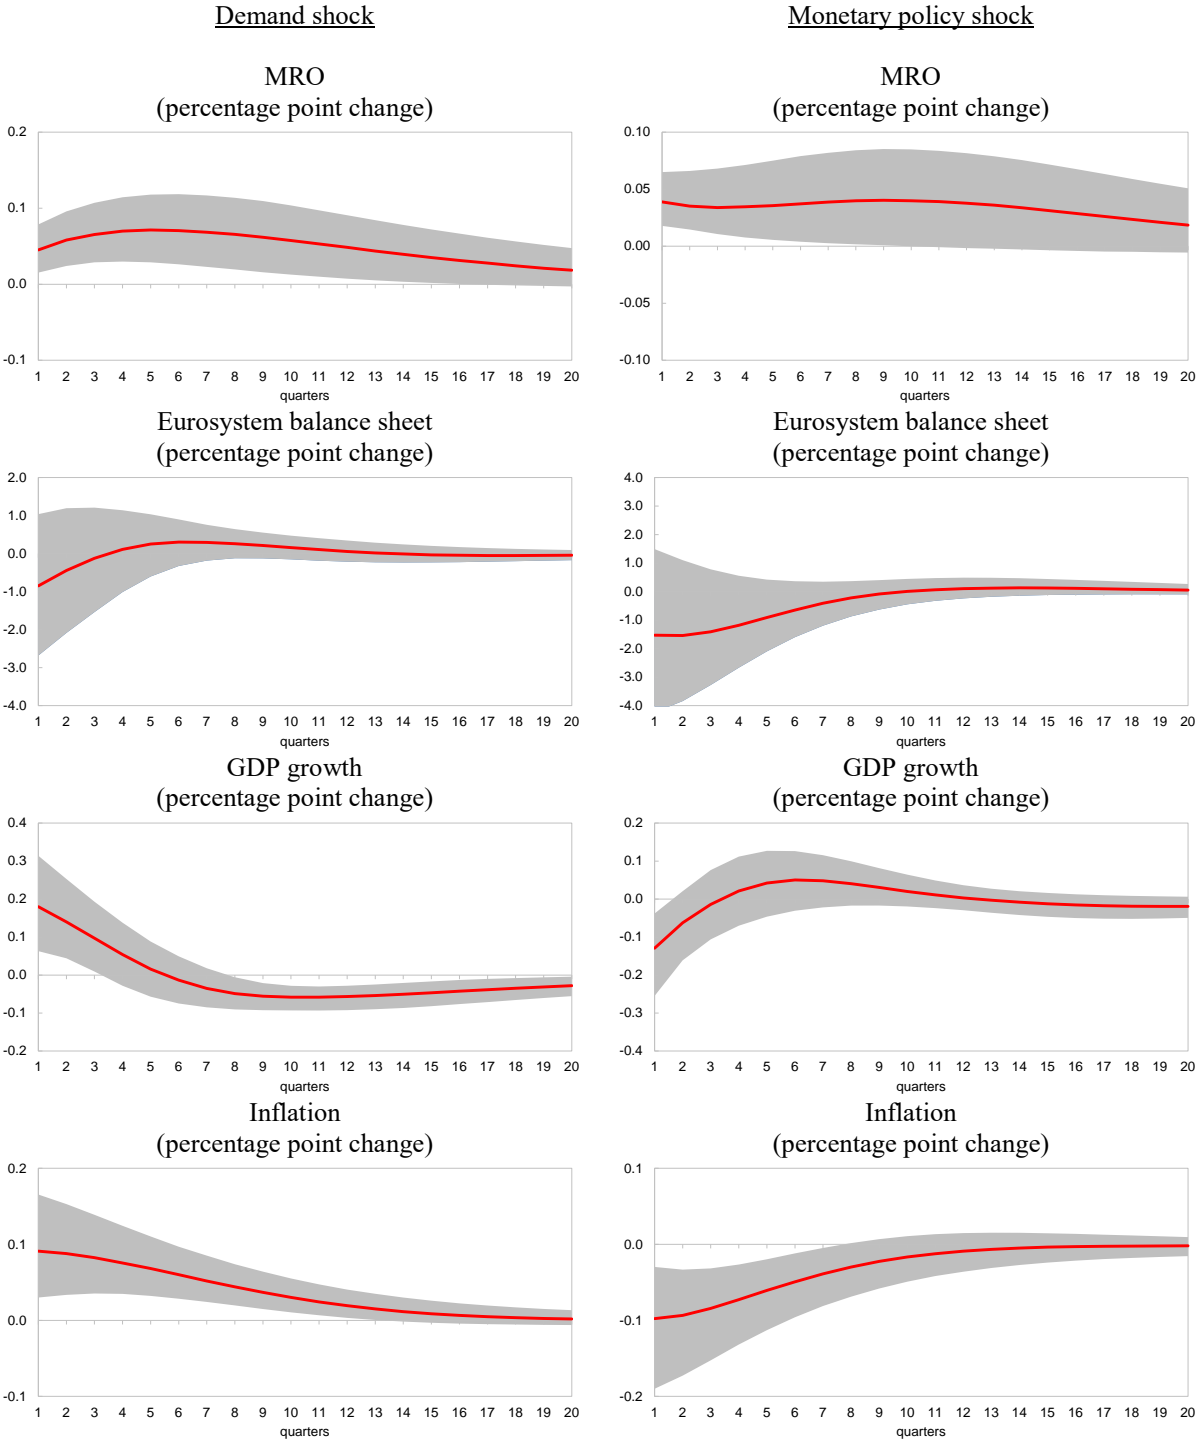 Demand shock
Monetary policy shock
MRO
(percentage point change)
0.2
0.1
0.0
-0.1
1 2 3 4 5 6 7 8 9 10 11 12 13 14 15 16 17 18 19 20
quarters
MRO
(percentage point change)
0.10
0.05
0.00
-0.05
-0.10
1 2 3 4 5 6 7 8 9 10 11 12 13 14 15 16 17 18 19 20
quarters
Eurosystem balance sheet
(percentage point change)
2.0
1.0
0.0
-1.0
-2.0
-3.0
-4.0
1 2 3 4 5 6 7 8 9 10 11 12 13 14 15 16 17 18 19 20
quarters
Eurosystem balance sheet
(percentage point change)
4.0
3.0
2.0
1.0
0.0
-1.0
-2.0
-3.0
-4.0
1 2 3 4 5 6 7 8 9 10 11 12 13 14 15 16 17 18 19 20
quarters
GDP growth
(percentage point change)
0.4
0.3
0.2
0.1
0.0
-0.1
-0.2
1 2 3 4 5 6 7 8 9 10 11 12 13 14 15 16 17 18 19 20
quarters
GDP growth
(percentage point change)
0.2
0.1
0.0
-0.1
-0.2
-0.3
-0.4
1 2 3 4 5 6 7 8 9 10 11 12 13 14 15 16 17 18 19 20
quarters
Inflation
(percentage point change)
0.2
0.1
0.0
-0.1
1 2 3 4 5 6 7 8 9 10 11 12 13 14 15 16 17 18 19 20
quarters
Inflation
(percentage point change)
0.1
0.0
-0.1
-0.2
1 2 3 4 5 6 7 8 9 10 11 12 13 14 15 16 17 18 19 20
quarters